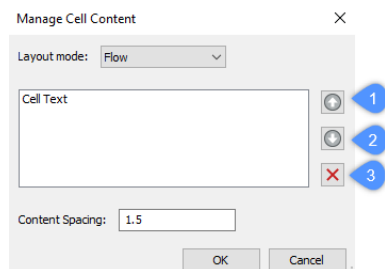 Manage Cell Content
Layout mode: Flow
Cell Text
1
2
3
Content Spacing: 1.5
OK Cancel